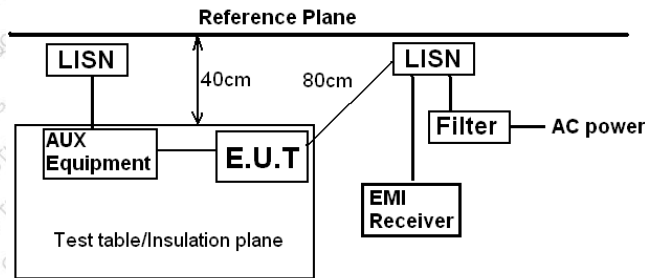 Reference Plane
LISN
40cm
80cm
LISN
Filter
AC power
AUX
Equipment
E.U.T
EMI
Receiver
Test table/Insulation plane